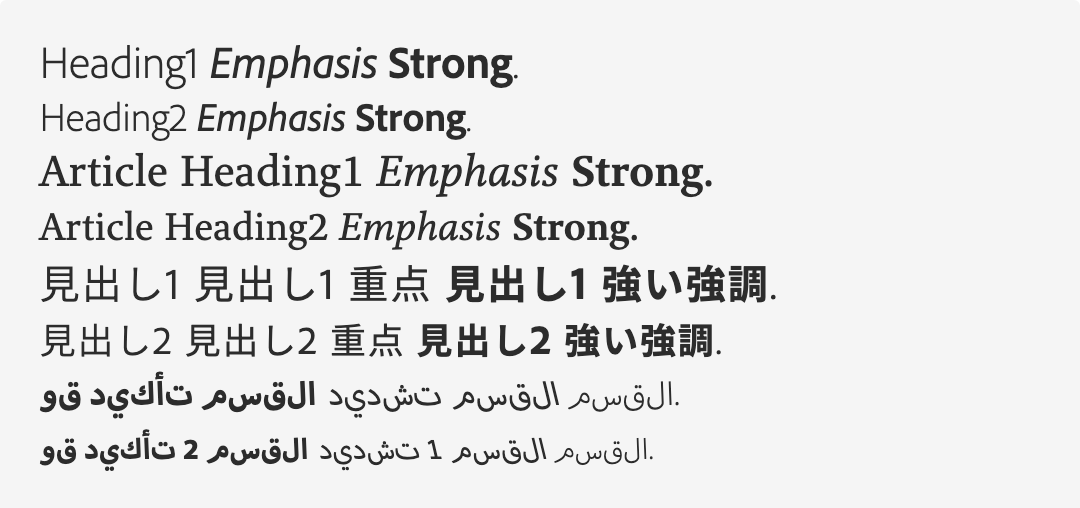 Heading1 Emphasis Strong.
Heading2 Emphasis Strong.
Article Heading1 Emphasis Strong.
Article Heading2 Emphasis Strong.
見出し1 見出し1 重点 見出し1 強い強調.
見出し2 見出し2 重点 見出し2 強い強調.
القسم القسم تشديد القسم تأكيد قو.
القسم القسم 1 تشديد القسم 2 تأكيد قو.